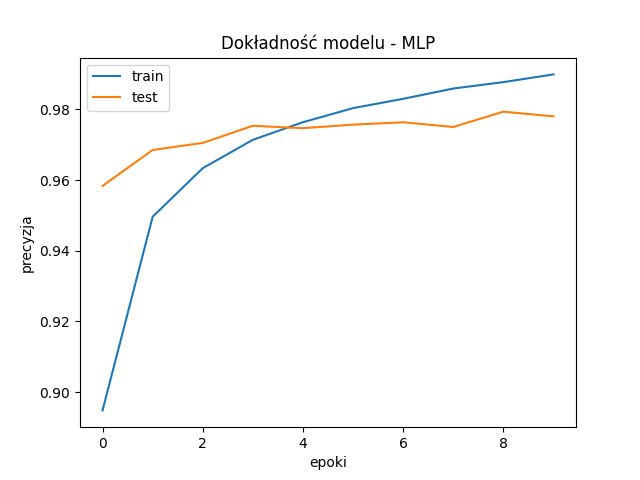 Dokładność modelu - MLP
train
test
0.98
0.96
0.94
0.92
0.90
precyzja
0 2 4 6 8
epoki